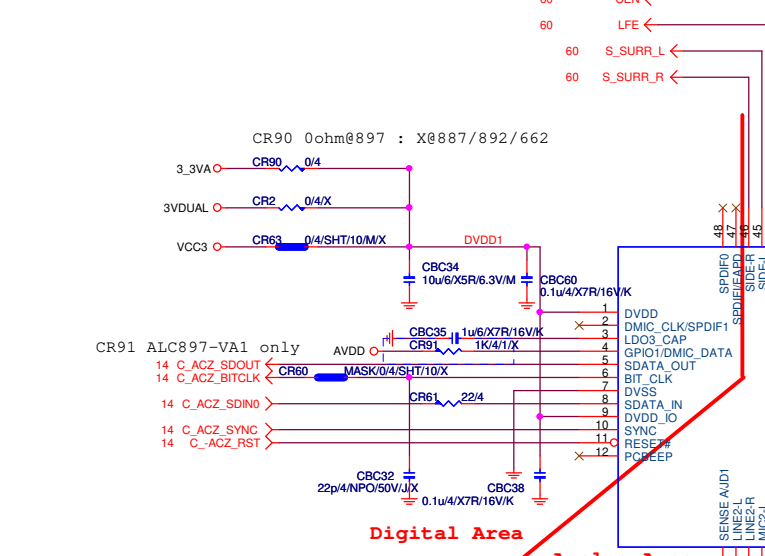 60 LFE
60 S_SURR_L
60 S_SURR_R
CR90 0ohm@897 : X@887/892/662
3_3VA CR90 0/4
3VDUAL CR2 0/4/X
VCC3 CR63 0/4/SHT/10/M/X DVDD1
CBC34
10u/6/X5R/6.3V/M
CBC60
0.1u/4/X7R/16V/K
48
47
46
45
SPDIFO
SPDIFI/EAPD
SIDE-R
CR91 ALC897-VA1 only
CBC35 1u/6/X7R/16V/K
AVDD CR91 1K/4/1/X
14 C_ACZ_SDOUT
14 C_ACZ_BITCLK CR60 MASK/0/4/SHT/10/X
14 C_ACZ_SDIN0 CR61 22/4
14 C_ACZ_SYNC
14 C_-ACZ_RST
1 DVDD
2 DMIC_CLK/SPDIF1
3 LDO3_CAP
4 GPIO1/DMIC_DATA
5 SDATA_OUT
6 BIT_CLK
7 DVSS
8 SDATA_IN
9 DVDD_IO
10 SYNC
11 RESET#
12 PCBEEP
CBC32
22p/4/NPO/50V/J/X
CBC38
0.1u/4/X7R/16V/K
SENSE A/JD1
LINE2-L
LINE2-R
Digital Area